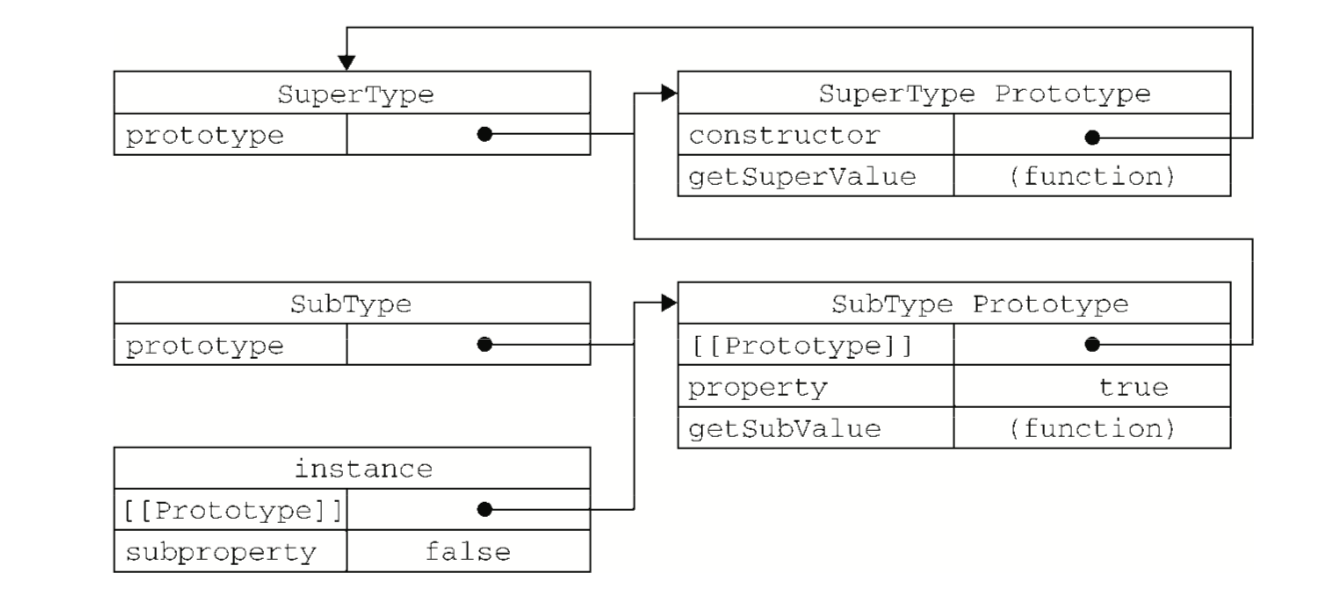 SuperType
prototype
SuperType Prototype
constructor
getSuperValue (function)
SubType
prototype
SubType Prototype
[[Prototype]]
property true
getSubValue (function)
instance
[[Prototype]]
subproperty false